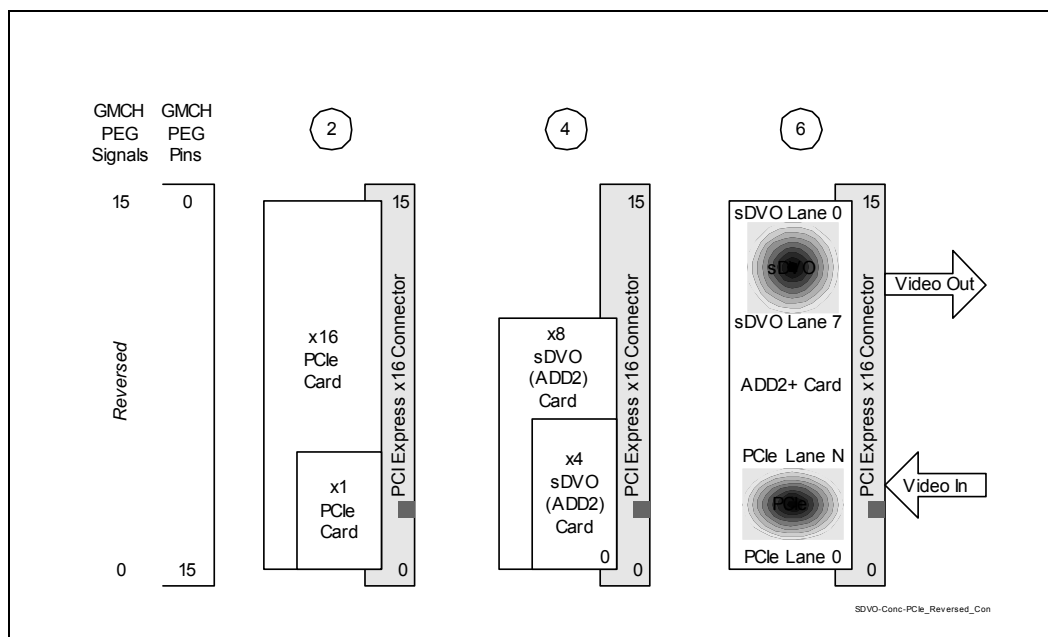 GMCH
PEG
Signals
GMCH
PEG
Pins
2
4
6
15
0
Reversed
0
15
15
PCI Express x16 Connector
0
x16
PCIe
Card
x1
PCIe
Card
15
PCI Express x16 Connector
0
x8
sDVO
(ADD2)
Card
x4
sDVO
(ADD2)
Card
0
sDVO Lane 0
sDVO
sDVO Lane 7
ADD2+ Card
PCIe Lane N
PCIe
PCIe Lane 0
15
PCI Express x16 Connector
0
Video Out
Video In
SDVO-Conc-PCIe_Reversed_Con